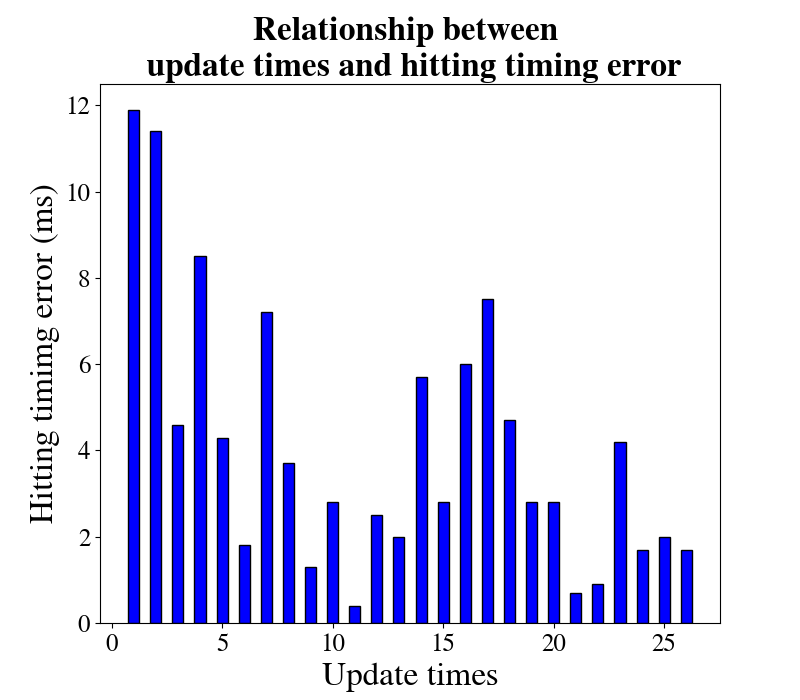 Relationship between
update times and hitting timing error
Hitting timimg error (ms)
12
10
8
6
4
2
0
0 5 10 15 20 25
Update times